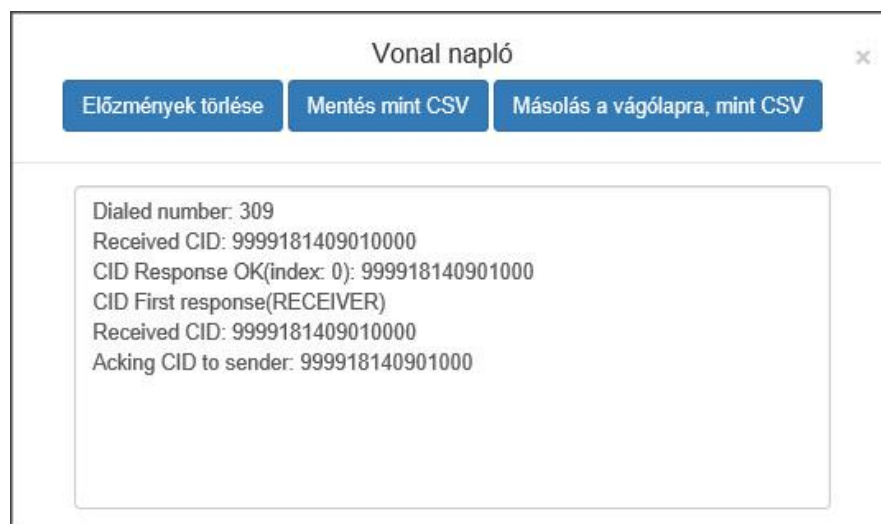 Vonal napló
×
Előzmények törlése Mentés mint CSV Másolás a vágólapra, mint CSV
Dialed number: 309
Received CID: 9999181409010000
CID Response OK(index: 0): 999918140901000
CID First response(RECEIVER)
Received CID: 9999181409010000
Acking CID to sender: 999918140901000